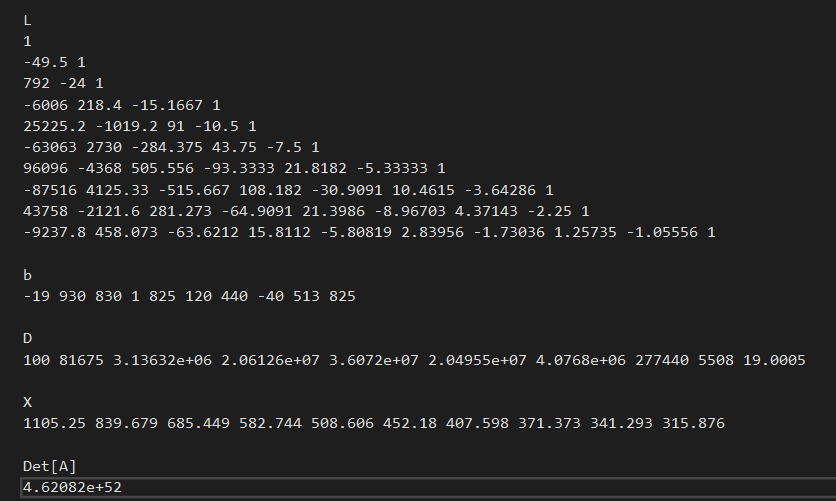 L
1
-49.5 1
792 -24 1
-6006 218.4 -15.1667 1
25225.2 -1019.2 91 -10.5 1
-63063 2730 -284.375 43.75 -7.5 1
96096 -4368 505.556 -93.3333 21.8182 -5.33333 1
-87516 4125.33 -515.667 108.182 -30.9091 10.4615 -3.64286 1
43758 -2121.6 281.273 -64.9091 21.3986 -8.96703 4.37143 -2.25 1
-9237.8 458.073 -63.6212 15.8112 -5.80819 2.83956 -1.73036 1.25735 -1.05556 1
b
-19 930 830 1 825 120 440 -40 513 825
D
100 81675 3.13632e+06 2.06126e+07 3.6072e+07 2.04955e+07 4.0768e+06 277440 5508 19.0005
X
1105.25 839.679 685.449 582.744 508.606 452.18 407.598 371.373 341.293 315.876
Det[A]
4.62082e+52